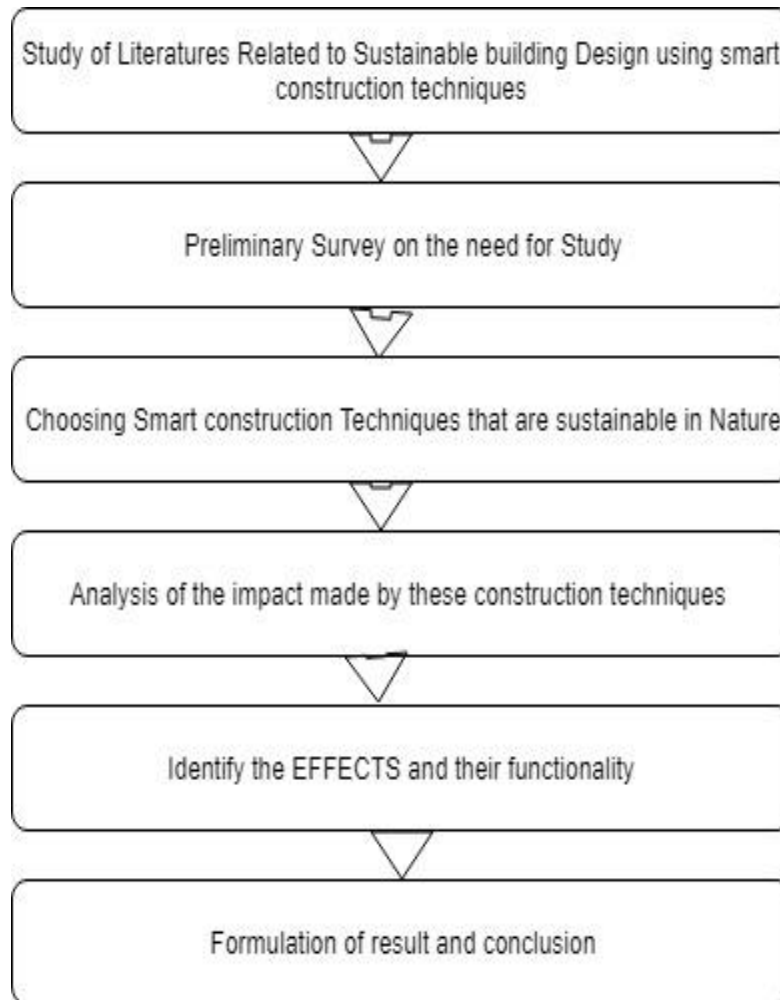 Study of Literatures Related to Sustainable building Design using smart
construction techniques
Preliminary Survey on the need for Study
Choosing Smart construction Techniques that are sustainable in Nature
Analysis of the impact made by these construction techniques
Identify the EFFECTS and their functionality
Formulation of result and conclusion